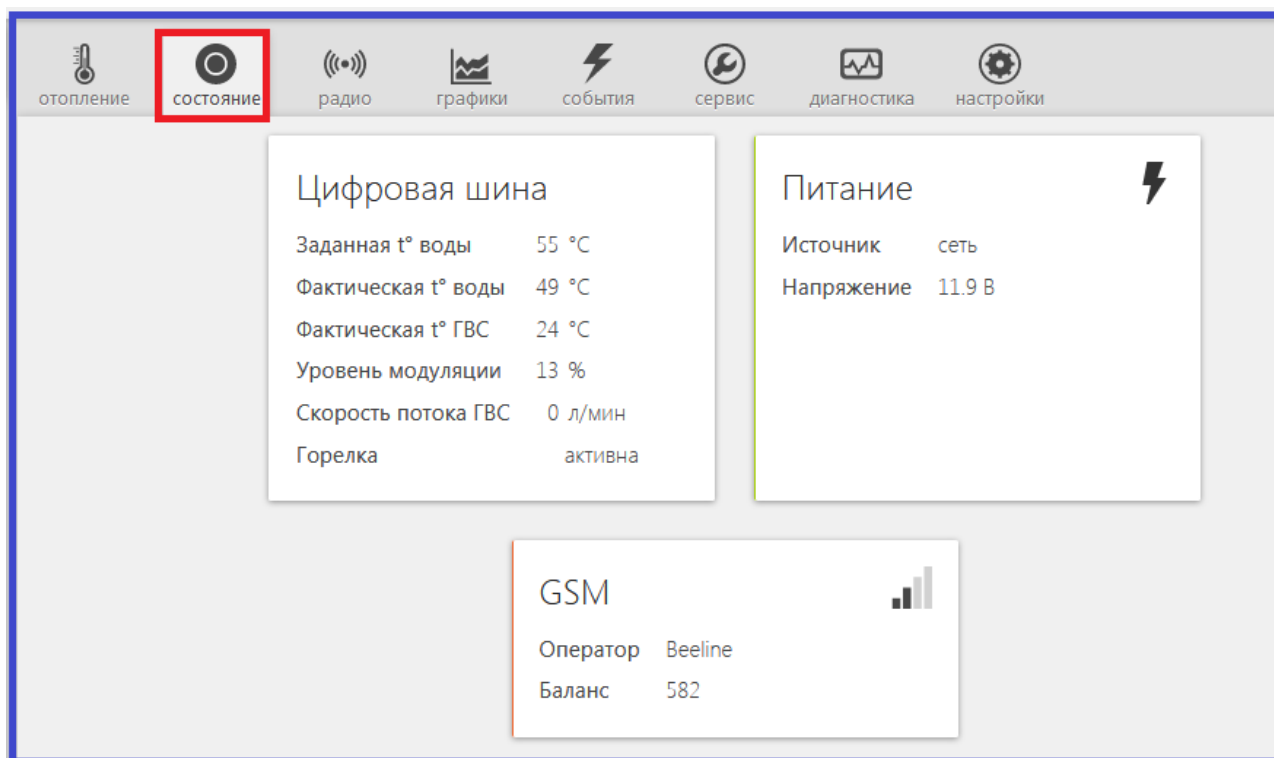 отопление состояние радио графики события сервис диагностика настройки
Цифровая шина
Заданная t° воды 55 °C
Фактическая t° воды 49 °C
Фактическая t° ГВС 24 °C
Уровень модуляции 13 %
Скорость потока ГВС 0 л/мин
Горелка активна
Питание
Источник сеть
Напряжение 11.9 В
GSM
Оператор Beeline
Баланс 582